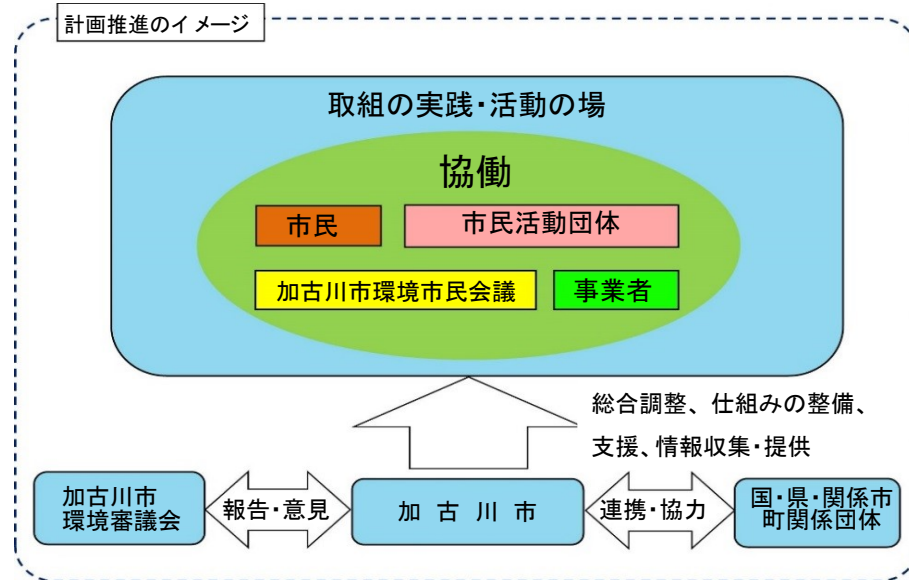 計画推進のイメージ
取組の実践・活動の場
協働
市民
市民活動団体
加古川市環境市民会議
事業者
総合調整、仕組みの整備、
支援、情報収集・提供
加古川市
環境審議会
報告・意見
加古川市
連携・協力
国・県・関係市
町関係団体